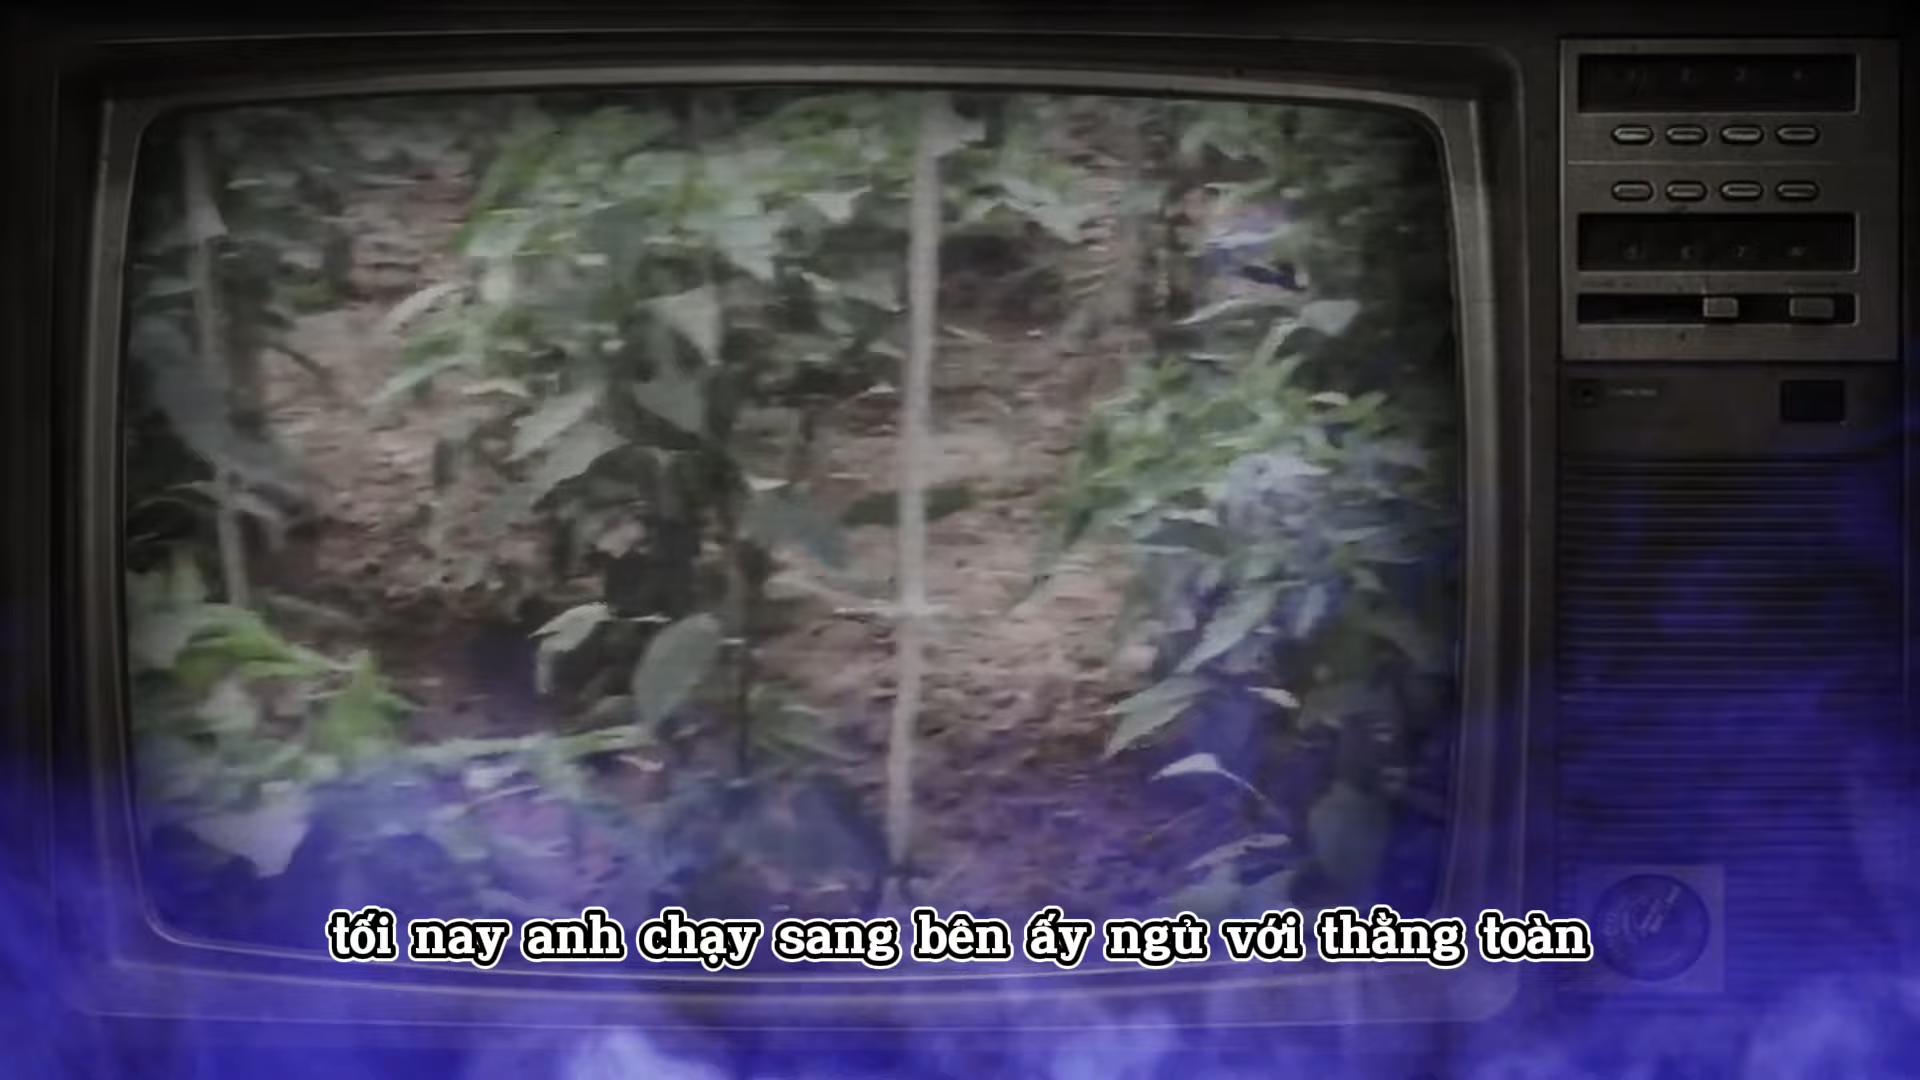 tối nay anh chạy sang bên ấy ngủ với thằng toàn